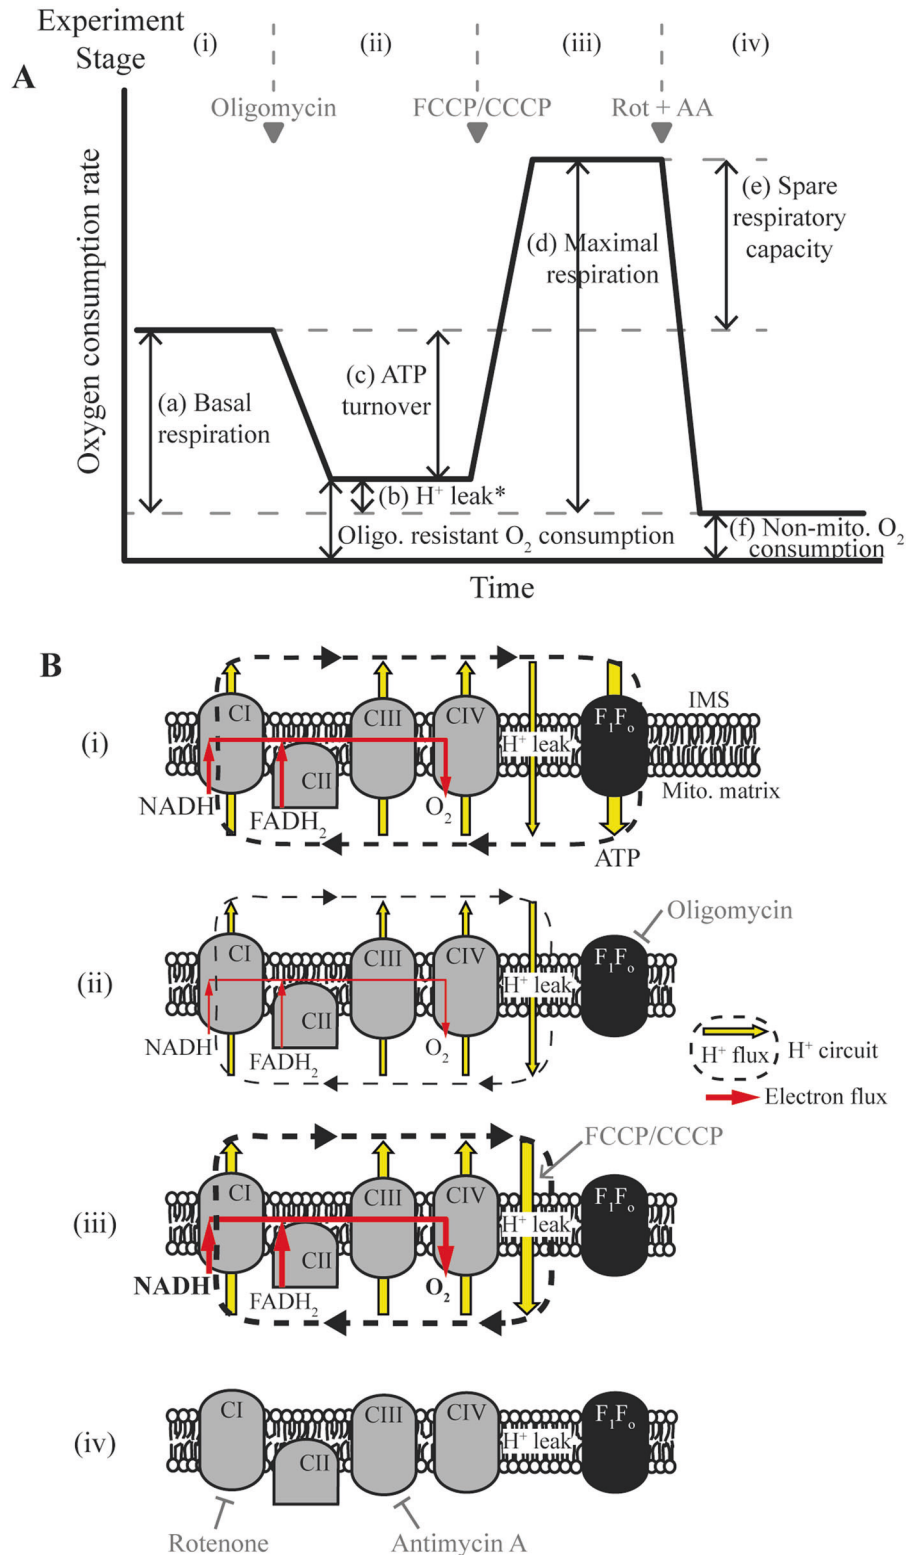 Experiment
Stage
(i)
(ii)
(iii)
(iv)
A
Oligomycin
FCCP/CCCP
Rot + AA
Oxygen consumption rate
(a) Basal
respiration
(c) ATP
turnover
(b) H⁺ leak*
Oligo. resistant O₂ consumption
(d) Maximal
respiration
(e) Spare
respiratory
capacity
(f) Non-mito. O₂
consumption
Time
B
(i)
CI
CII
CIII
CIV
H⁺ leak
F₁Fₒ
IMS
Mito. matrix
NADH
FADH₂
O₂
ATP
(ii)
CI
CII
CIII
CIV
H⁺ leak
F₁Fₒ
Oligomycin
NADH
FADH₂
O₂
H⁺ flux
H⁺ circuit
Electron flux
(iii)
FCCP/CCCP
CI
CII
CIII
CIV
H⁺ leak
F₁Fₒ
NADH
FADH₂
O₂
(iv)
CI
CII
CIII
CIV
H⁺ leak
F₁Fₒ
Rotenone
Antimycin A